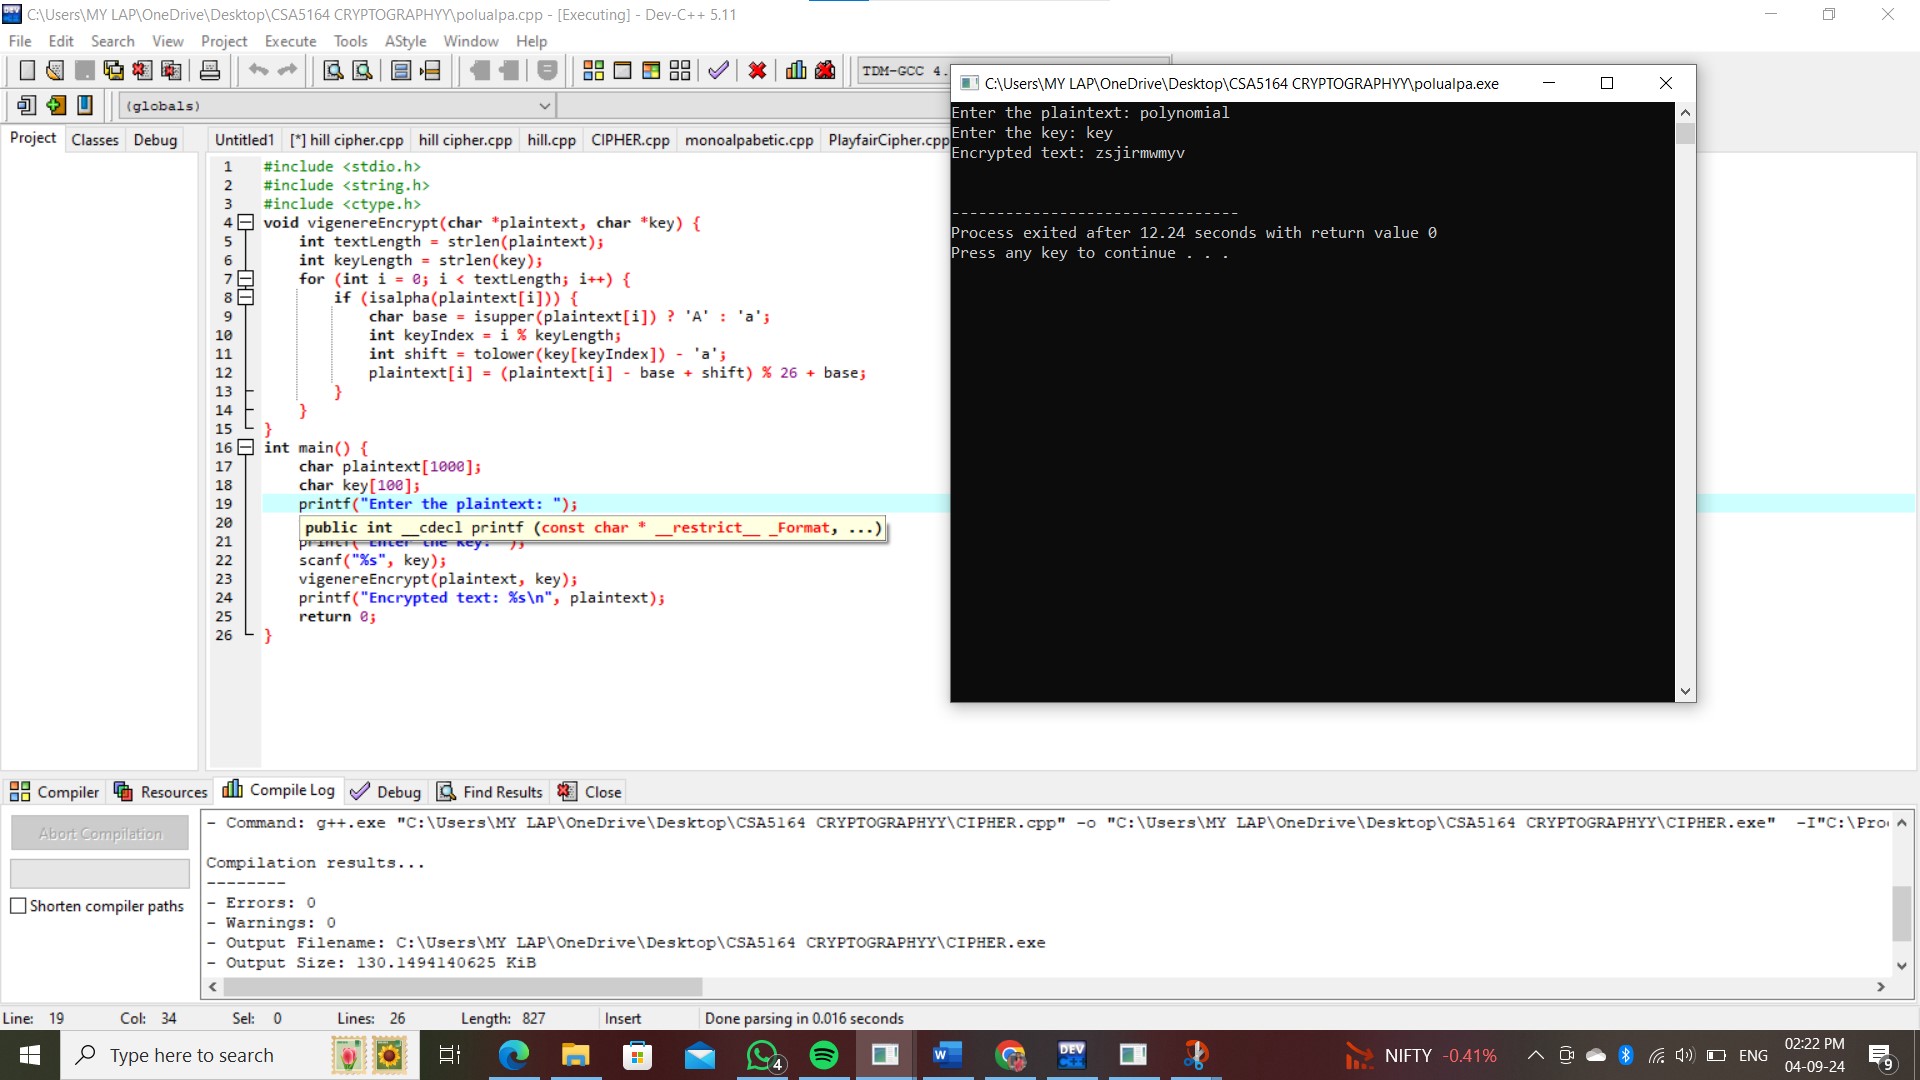 C:\Users\MY LAP\OneDrive\Desktop\CSA5164 CRYPTOGRAPHYY\polualpa.cpp - [Executing] - Dev-C++ 5.11
File Edit Search View Project Execute Tools AStyle Window Help
TDM-GCC 4.
(globals)
Project Classes Debug
Untitled1 [*] hill cipher.cpp hill cipher.cpp hill.cpp CIPHER.cpp monoalpabetic.cpp PlayfairCipher.cpp
1 #include <stdio.h>
2 #include <string.h>
3 #include <ctype.h>
4 void vigenereEncrypt(char *plaintext, char *key) {
5 int textLength = strlen(plaintext);
6 int keyLength = strlen(key);
7 for (int i = 0; i < textLength; i++) {
8 if (isalpha(plaintext[i])) {
9 char base = isupper(plaintext[i]) ? 'A' : 'a';
10 int keyIndex = i % keyLength;
11 int shift = tolower(key[keyIndex]) - 'a';
12 plaintext[i] = (plaintext[i] - base + shift) % 26 + base;
13 }
14 }
15 }
16 int main() {
17 char plaintext[1000];
18 char key[100];
19 printf("Enter the plaintext: ");
20 public int __cdecl printf (const char * __restrict__ _Format, ...)
21 printf("Enter the key: ");
22 scanf("%s", key);
23 vigenereEncrypt(plaintext, key);
24 printf("Encrypted text: %s\n", plaintext);
25 return 0;
26 }
C:\Users\MY LAP\OneDrive\Desktop\CSA5164 CRYPTOGRAPHYY\polualpa.exe
Enter the plaintext: polynomial
Enter the key: key
Encrypted text: zsjirmwmyv
--------------------------------
Process exited after 12.24 seconds with return value 0
Press any key to continue . . .
Compiler Resources Compile Log Debug Find Results Close
Abort Compilation
Shorten compiler paths
- Command: g++.exe "C:\Users\MY LAP\OneDrive\Desktop\CSA5164 CRYPTOGRAPHYY\CIPHER.cpp" -o "C:\Users\MY LAP\OneDrive\Desktop\CSA5164 CRYPTOGRAPHYY\CIPHER.exe" -I"C:\Pro
Compilation results...
--------
- Errors: 0
- Warnings: 0
- Output Filename: C:\Users\MY LAP\OneDrive\Desktop\CSA5164 CRYPTOGRAPHYY\CIPHER.exe
- Output Size: 130.1494140625 KiB
Line: 19 Col: 34 Sel: 0 Lines: 26 Length: 827 Insert Done parsing in 0.016 seconds
Type here to search
4
W
DEV
NIFTY -0.41%
ENG
02:22 PM
04-09-24
9